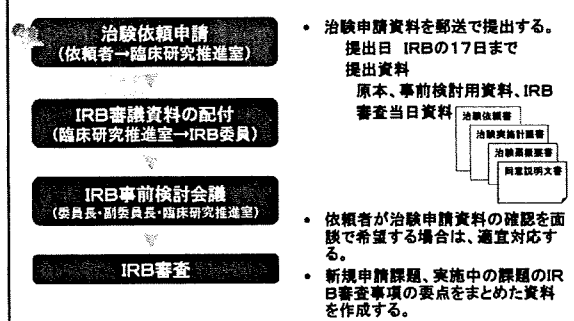 治験依頼申請
(依頼者→臨床研究推進室)
IRB審議資料の配付
(臨床研究推進室→IRB委員)
IRB事前検討会議
(委員長・副委員長・臨床研究推進室)
IRB審査
• 治験申請資料を郵送で提出する。
提出日 IRBの17日まで
提出資料
原本、事前検討用資料、IRB
審査当日資料
治験依頼書
治験実施計画書
治験薬概要書
同意説明文書
• 依頼者が治験申請資料の確認を面
談で希望する場合は、適宜対応す
る。
• 新規申請課題、実施中の課題のIR
B審査事項の要点をまとめた資料
を作成する。